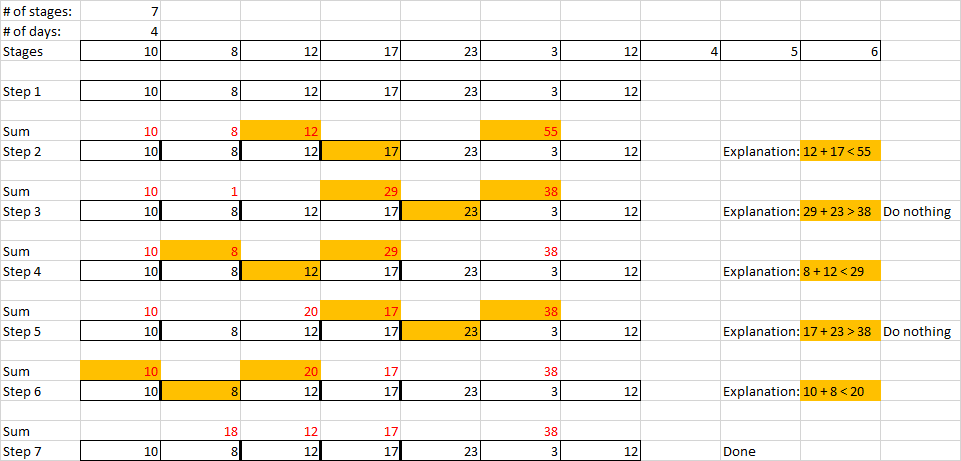 # of stages: 7
# of days: 4
Stages 10 8 12 17 23 3 12 4 5 6
Step 1 10 8 12 17 23 3 12
Sum 10 8 12 55
Step 2 10 8 12 17 23 3 12 Explanation: 12 + 17 < 55
Sum 10 1 29 38
Step 3 10 8 12 17 23 3 12 Explanation: 29 + 23 > 38 Do nothing
Sum 10 8 29 38
Step 4 10 8 12 17 23 3 12 Explanation: 8 + 12 < 29
Sum 10 20 17 38
Step 5 10 8 12 17 23 3 12 Explanation: 17 + 23 > 38 Do nothing
Sum 10 20 17 38
Step 6 10 8 12 17 23 3 12 Explanation: 10 + 8 < 20
Sum 18 12 17 38
Step 7 10 8 12 17 23 3 12 Done